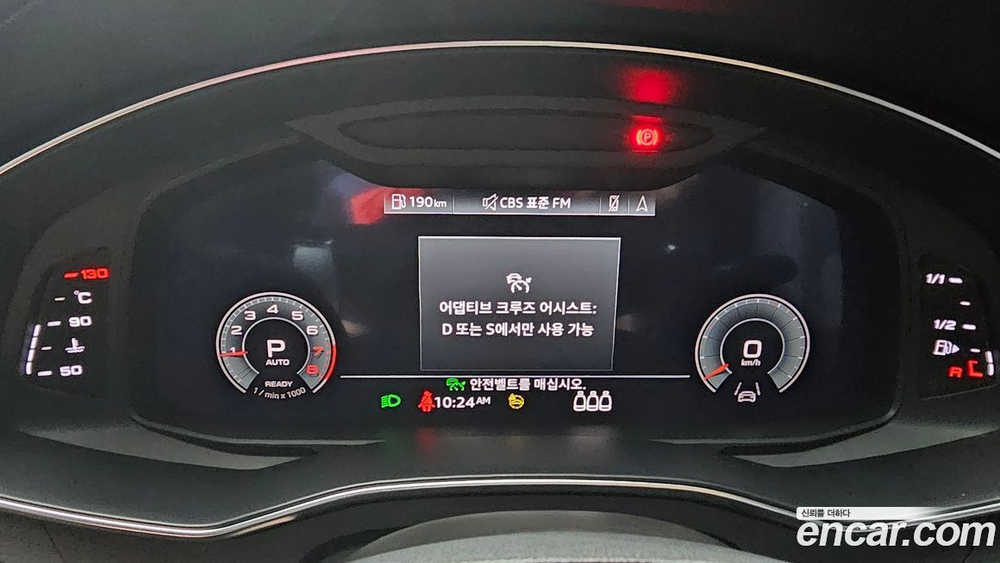 190km
CBS 표준 FM
어댑티브 크루즈 어시스트:
D 또는 S에서만 사용 가능
안전벨트를 매십시오.
10:24AM
130
°C
90
50
1 2 3 4 5 6 7 8
P
AUTO
READY
1 / min x 1000
0
km/h
1/1
1/2
R
P
신뢰를 더하다
encar.com